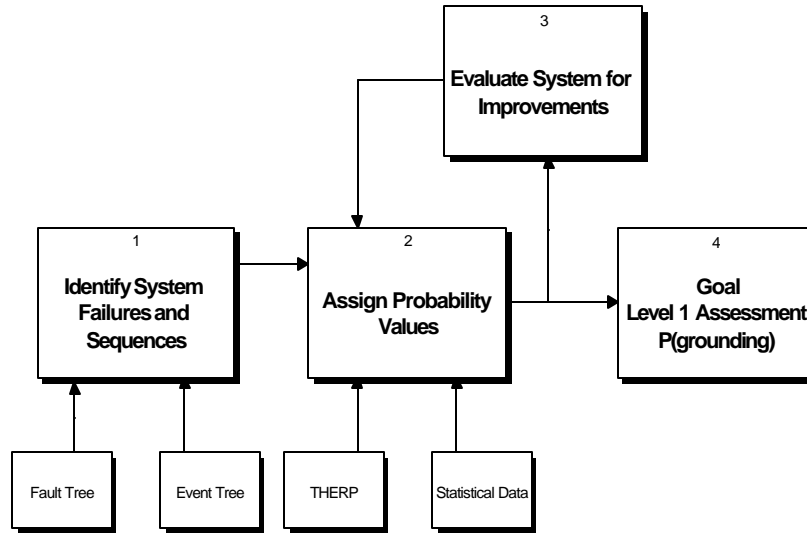 3
Evaluate System for
Improvements
1
Identify System
Failures and
Sequences
2
Assign Probability
Values
4
Goal
Level 1 Assessment
P(grounding)
Fault Tree
Event Tree
THERP
Statistical Data